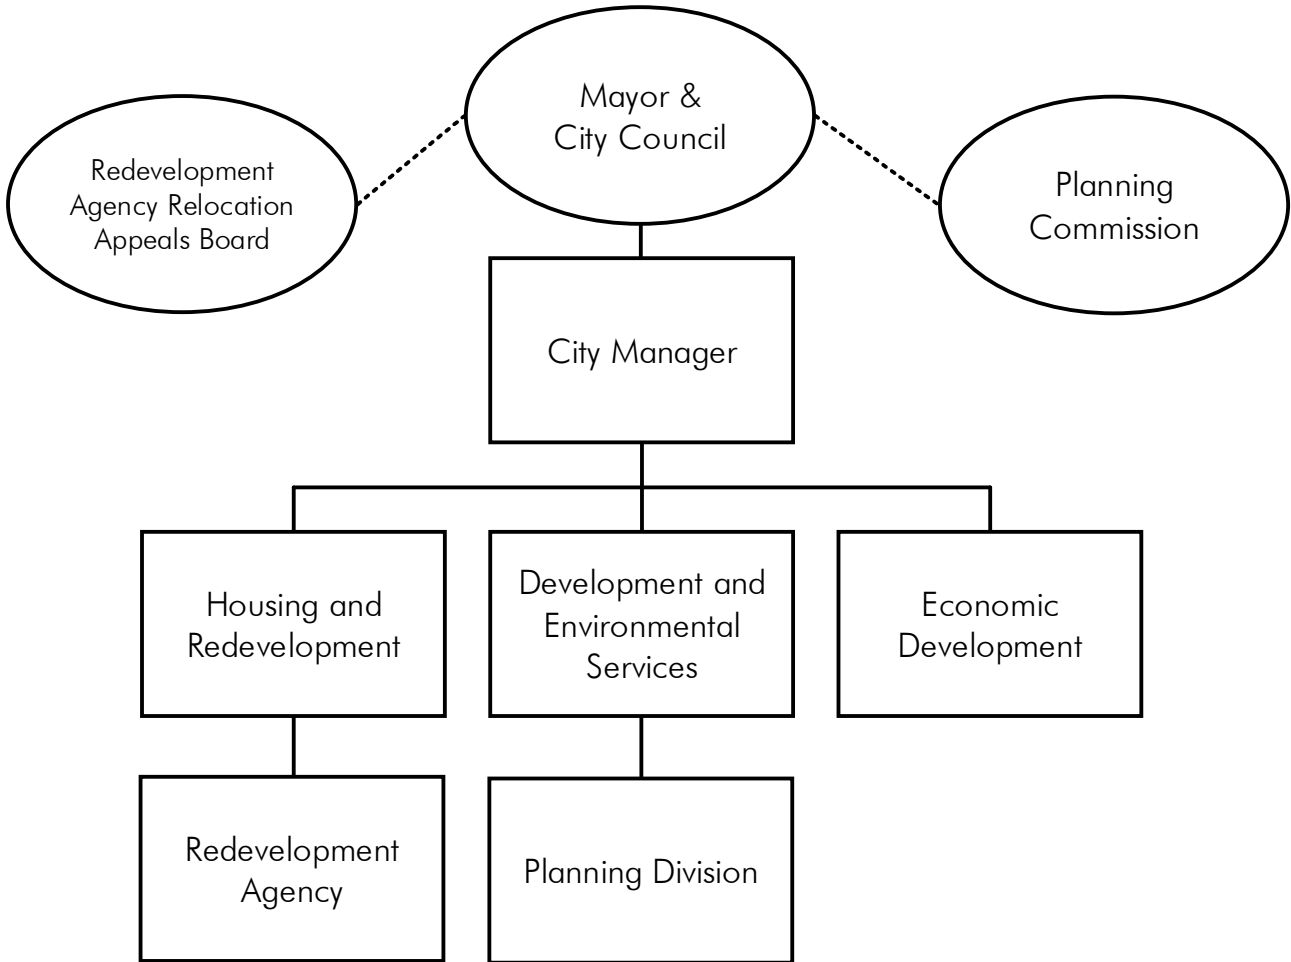 Mayor &
City Council
Redevelopment
Agency Relocation
Appeals Board
Planning
Commission
City Manager
Housing and
Redevelopment
Development and
Environmental
Services
Economic
Development
Redevelopment
Agency
Planning Division